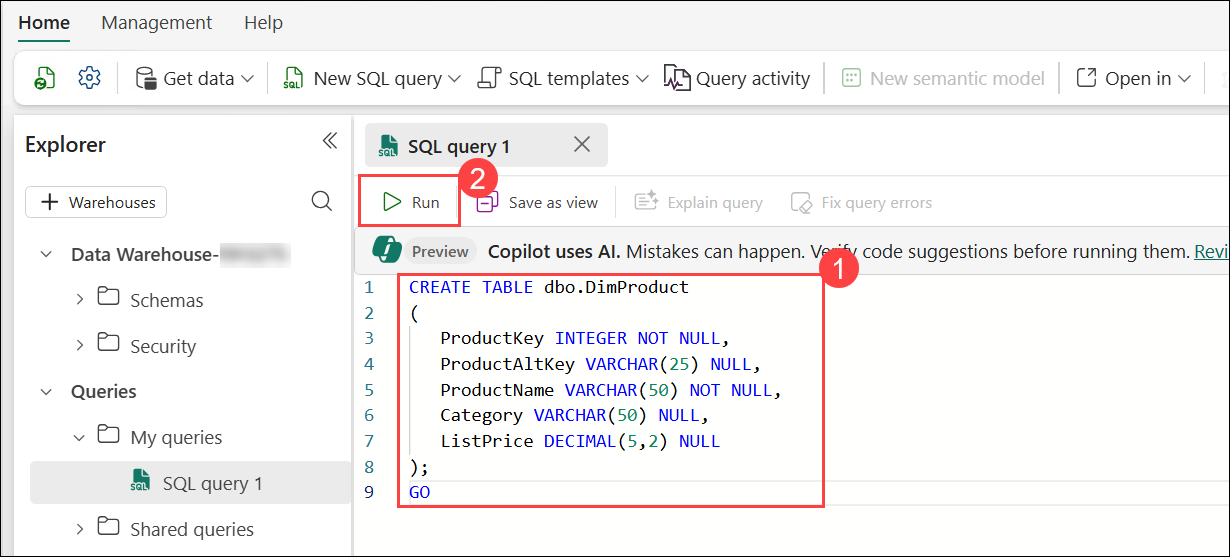 Home Management Help
Get data New SQL query SQL templates Query activity New semantic model Open in
Explorer
Warehouses
Data Warehouse-
Schemas
Security
Queries
My queries
SQL query 1
Shared queries
SQL query 1
2
Run Save as view Explain query Fix query errors
Preview Copilot uses AI. Mistakes can happen. Verify code suggestions before running them. Revi
1
1 CREATE TABLE dbo.DimProduct
2 (
3 ProductKey INTEGER NOT NULL,
4 ProductAltKey VARCHAR(25) NULL,
5 ProductName VARCHAR(50) NOT NULL,
6 Category VARCHAR(50) NULL,
7 ListPrice DECIMAL(5,2) NULL
8 );
9 GO